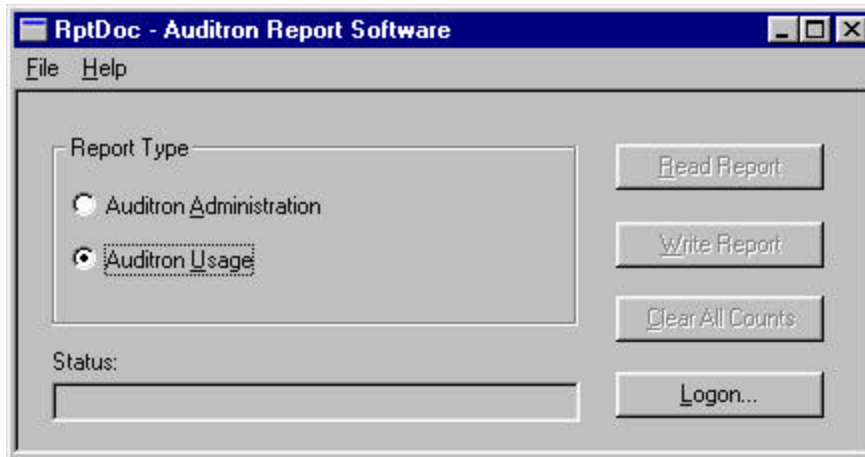 RptDoc - Auditron Report Software
File Help
Report Type
Auditron Administration
Auditron Usage
Status:
Read Report
Write Report
Clear All Counts
Logon...